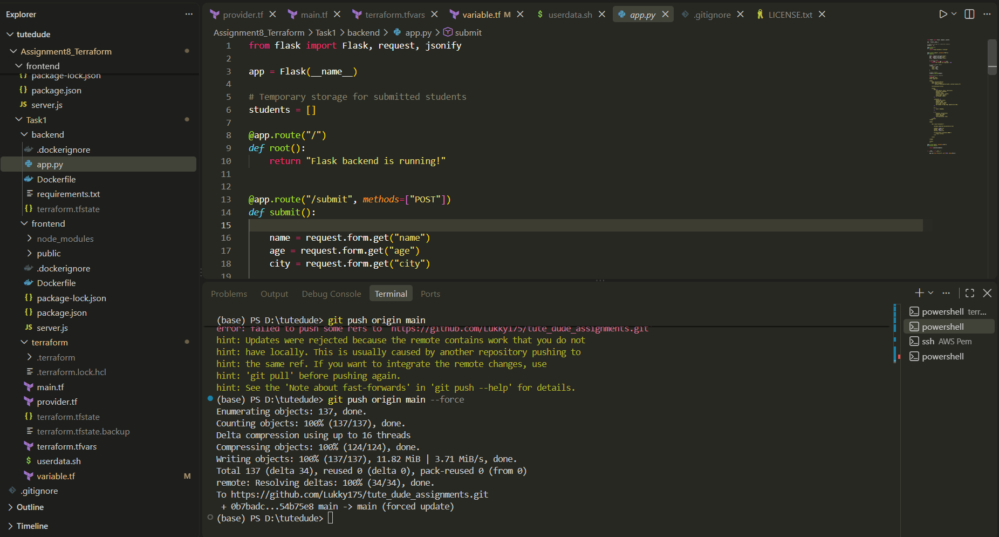 Explorer
tutedude
Assignment8_Terraform
frontend
package-lock.json
package.json
JS server.js
Task1
backend
.dockerignore
app.py
Dockerfile
requirements.txt
terraform.tfstate
frontend
node_modules
public
.dockerignore
Dockerfile
package-lock.json
package.json
JS server.js
terraform
.terraform
.terraform.lock.hcl
main.tf
provider.tf
terraform.tfstate
terraform.tfstate.backup
terraform.tfvars
$ userdata.sh
variable.tf M
.gitignore
Outline
Timeline
provider.tf main.tf terraform.tfvars variable.tf M $ userdata.sh app.py .gitignore LICENSE.txt
Assignment8_Terraform > Task1 > backend > app.py > submit
1 from flask import Flask, request, jsonify
2
3 app = Flask(__name__)
4
5 # Temporary storage for submitted students
6 students = []
7
8 @app.route("/")
9 def root():
10 return "Flask backend is running!"
11
12
13 @app.route("/submit", methods=["POST"])
14 def submit():
15
16 name = request.form.get("name")
17 age = request.form.get("age")
18 city = request.form.get("city")
19
Problems Output Debug Console Terminal Ports
(base) PS D:\tutedude> git push origin main
error: failed to push some refs to 'https://github.com/Lukky175/tute_dude_assignments.git
hint: Updates were rejected because the remote contains work that you do not
hint: have locally. This is usually caused by another repository pushing to
hint: the same ref. If you want to integrate the remote changes, use
hint: 'git pull' before pushing again.
hint: See the 'Note about fast-forwards' in 'git push --help' for details.
(base) PS D:\tutedude> git push origin main --force
Enumerating objects: 137, done.
Counting objects: 100% (137/137), done.
Delta compression using up to 16 threads
Compressing objects: 100% (124/124), done.
Writing objects: 100% (137/137), 11.82 MiB | 3.71 MiB/s, done.
Total 137 (delta 34), reused 0 (delta 0), pack-reused 0 (from 0)
remote: Resolving deltas: 100% (34/34), done.
To https://github.com/Lukky175/tute_dude_assignments.git
+ 0b7badc...54b75e8 main -> main (forced update)
(base) PS D:\tutedude>
powershell terr...
powershell
ssh AWS Pem
powershell